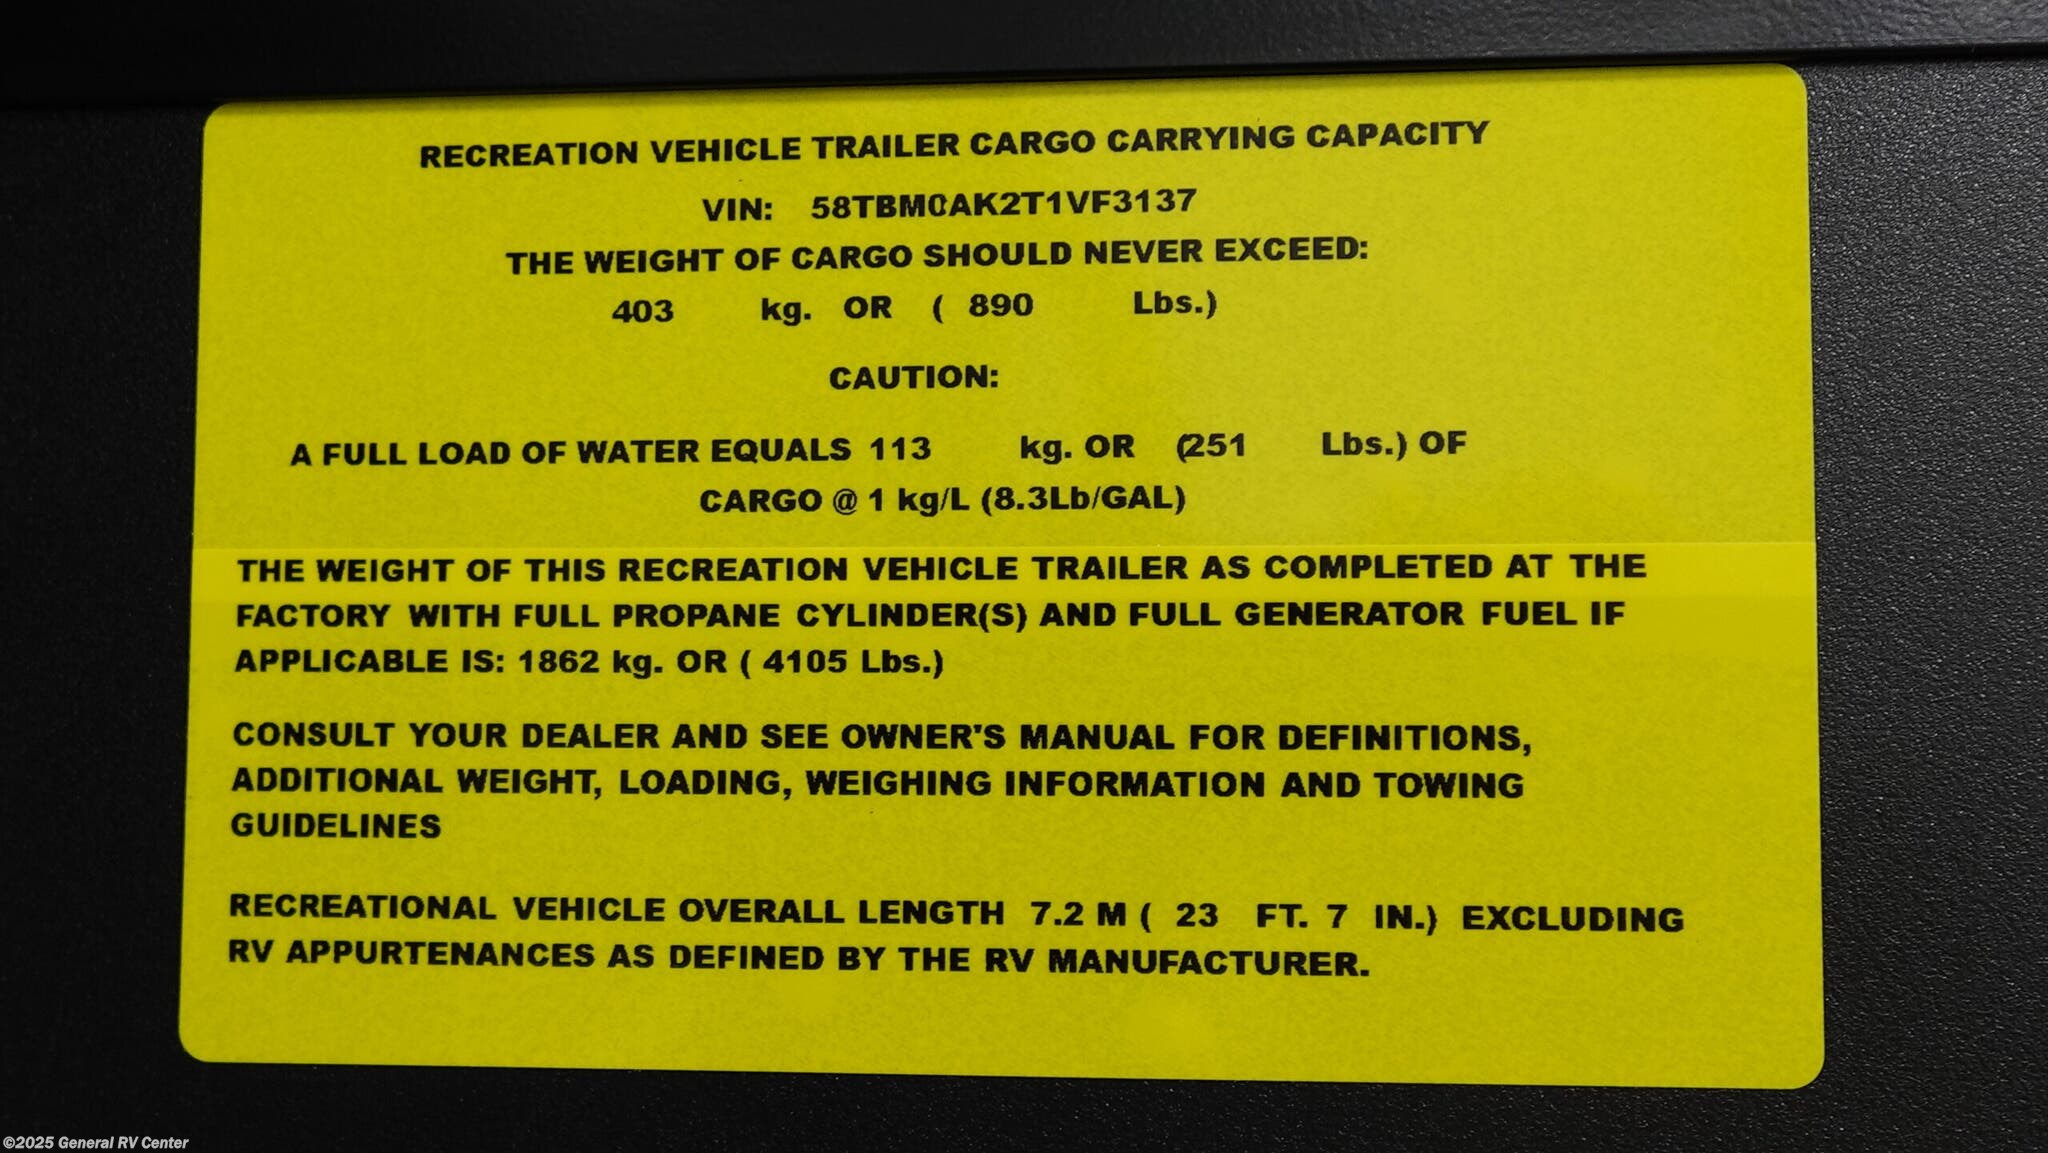 RECREATION VEHICLE TRAILER CARGO CARRYING CAPACITY
VIN: 58TBM0AK2T1VF3137
THE WEIGHT OF CARGO SHOULD NEVER EXCEED:
403 kg. OR ( 890 Lbs.)
CAUTION:
A FULL LOAD OF WATER EQUALS 113 kg. OR (251 Lbs.) OF
CARGO @ 1 kg/L (8.3Lb/GAL)
THE WEIGHT OF THIS RECREATION VEHICLE TRAILER AS COMPLETED AT THE
FACTORY WITH FULL PROPANE CYLINDER(S) AND FULL GENERATOR FUEL IF
APPLICABLE IS: 1862 kg. OR ( 4105 Lbs.)
CONSULT YOUR DEALER AND SEE OWNER'S MANUAL FOR DEFINITIONS,
ADDITIONAL WEIGHT, LOADING, WEIGHING INFORMATION AND TOWING
GUIDELINES
RECREATIONAL VEHICLE OVERALL LENGTH 7.2 M ( 23 FT. 7 IN.) EXCLUDING
RV APPURTENANCES AS DEFINED BY THE RV MANUFACTURER.
©2025 General RV Center